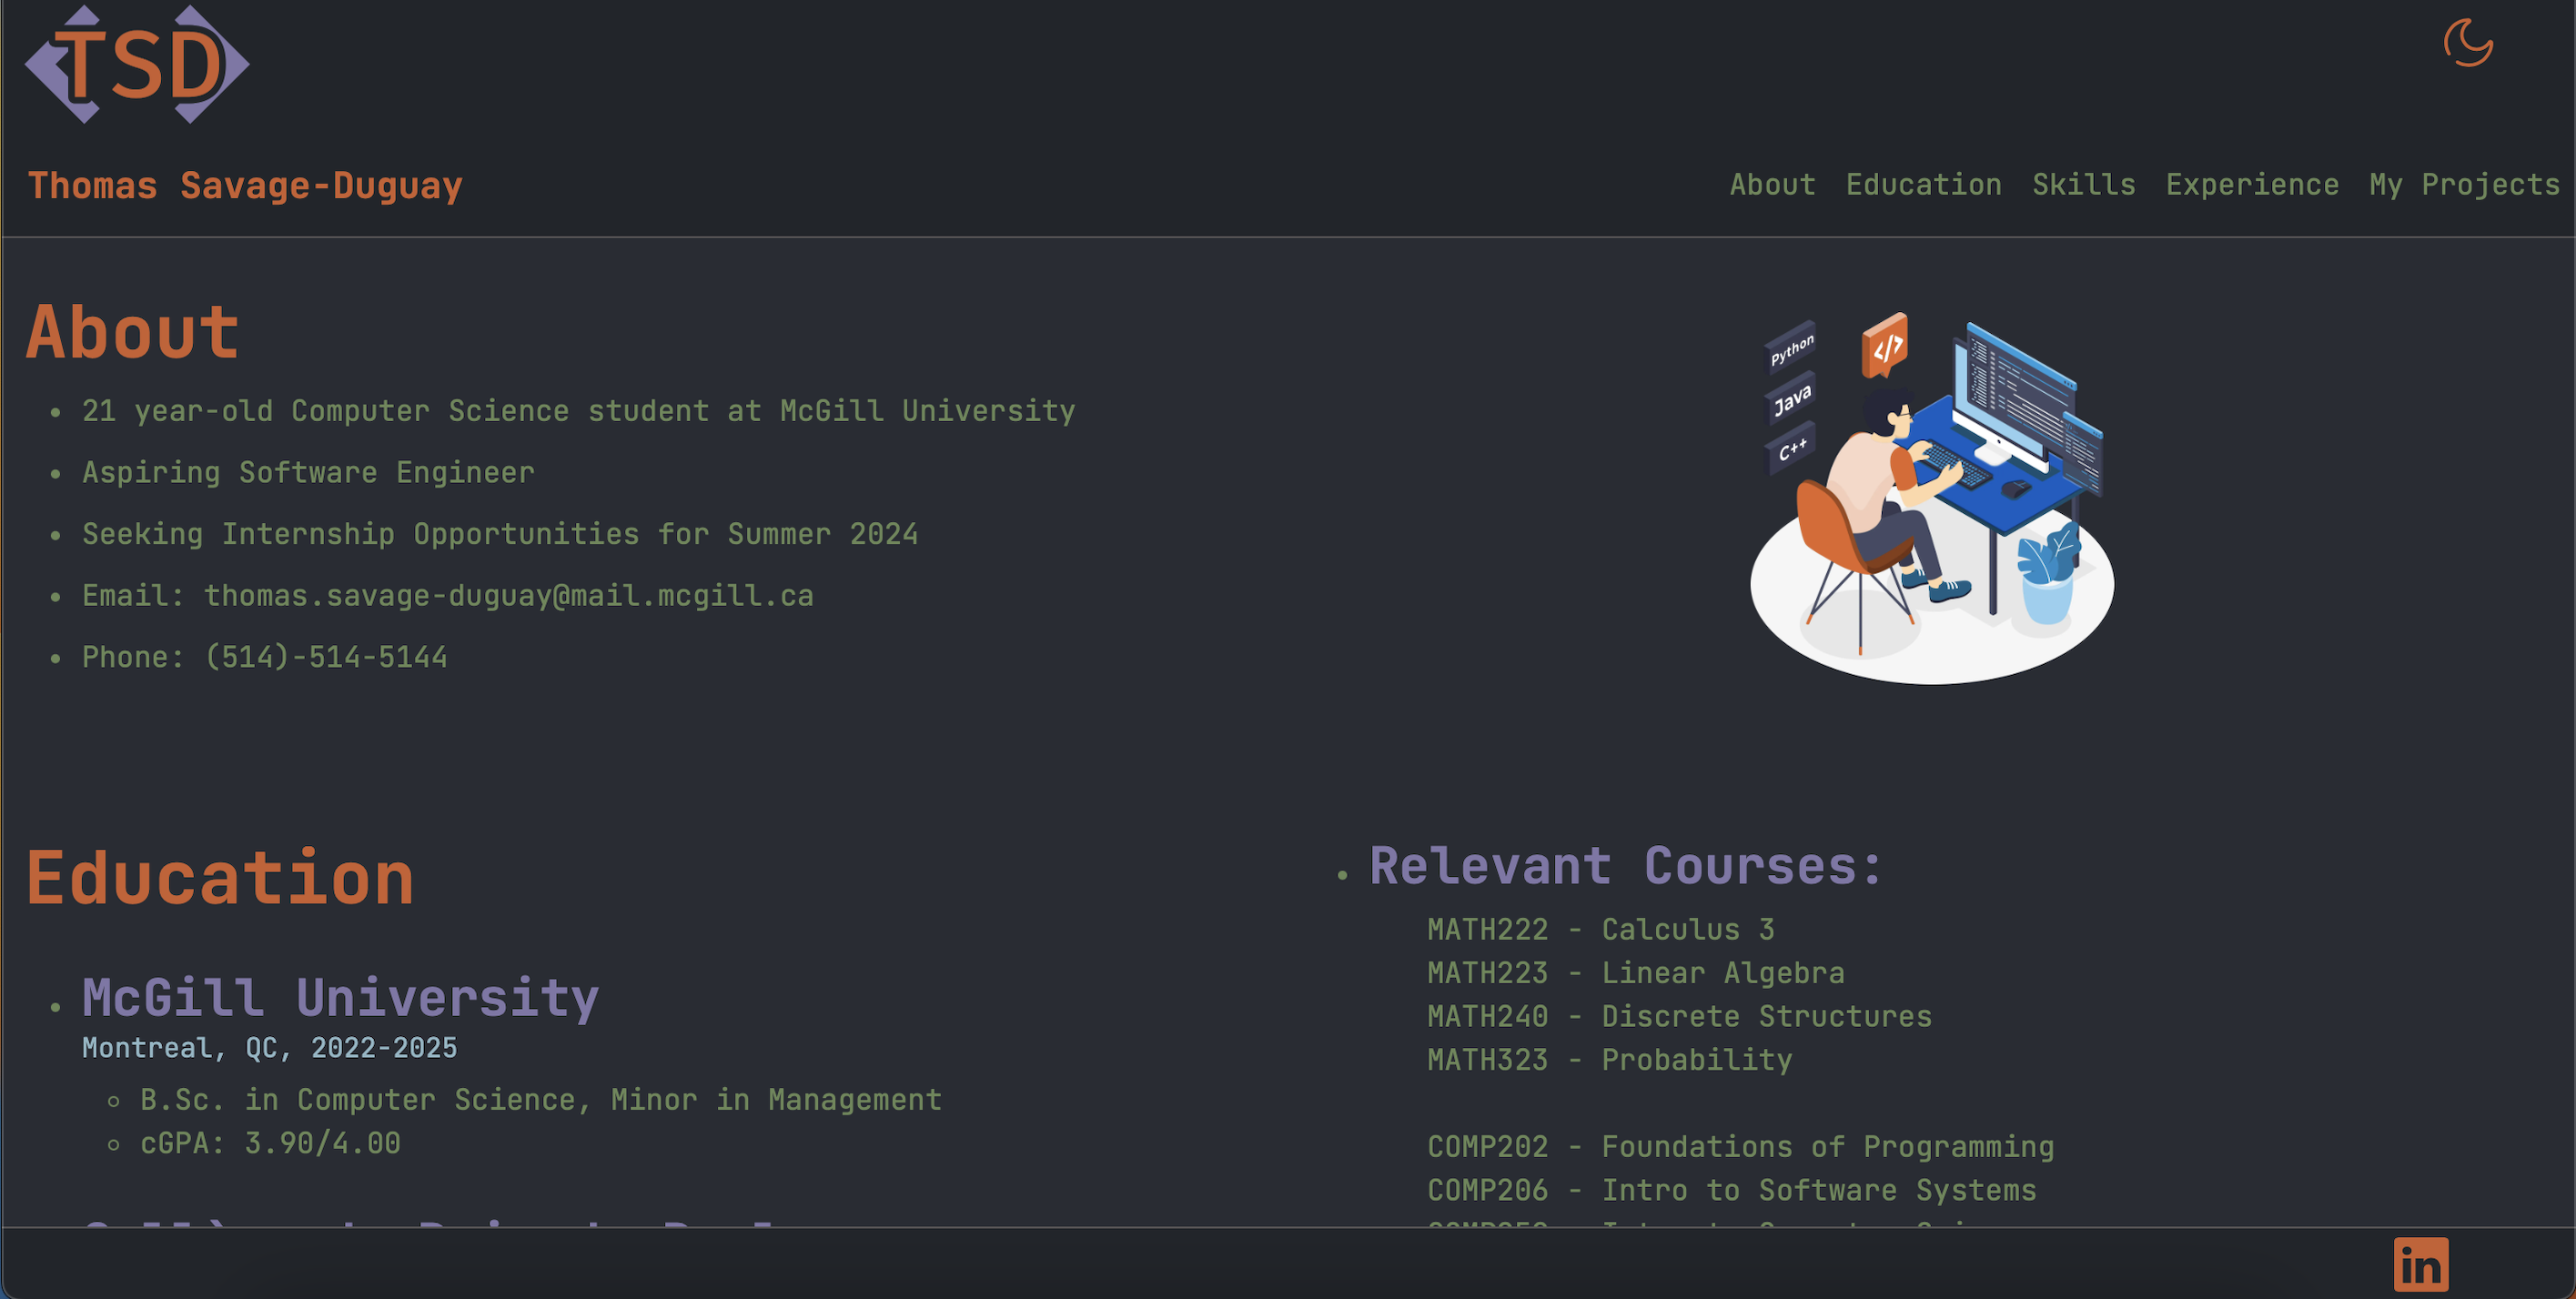 TSD
Thomas Savage-Duguay
About Education Skills Experience My Projects
About
21 year-old Computer Science student at McGill University
Aspiring Software Engineer
Seeking Internship Opportunities for Summer 2024
Email: thomas.savage-duguay@mail.mcgill.ca
Phone: (514)-514-5144
Python
</>
Java
C++
Education
McGill University
Montreal, QC, 2022-2025
B.Sc. in Computer Science, Minor in Management
cGPA: 3.90/4.00
Relevant Courses:
MATH222 - Calculus 3
MATH223 - Linear Algebra
MATH240 - Discrete Structures
MATH323 - Probability
COMP202 - Foundations of Programming
COMP206 - Intro to Software Systems
in